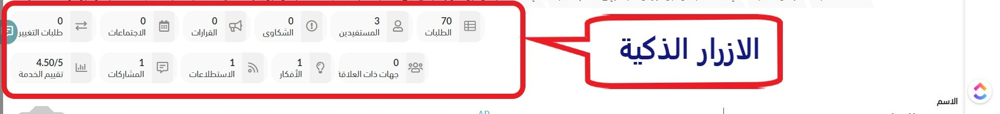 70
الطلبات
3
المستفيدين
0
الشكاوى
0
القرارات
0
الاجتماعات
0
طلبات التغيير
0
جهات ذات العلاقة
1
الأفكار
1
الاستطلاعات
1
المشاركات
4.50/5
تقييم الخدمة
الازرار الذكية
الاسم